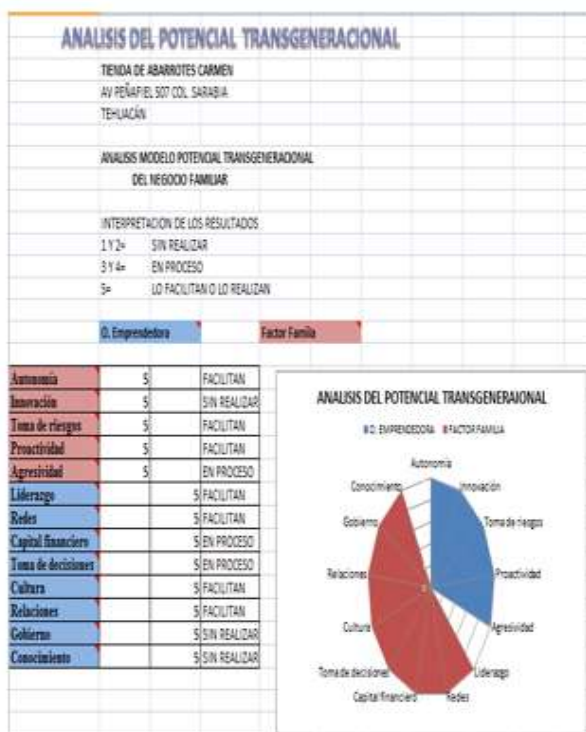 ANALISIS DEL POTENCIAL TRANSGENERACIONAL
TIENDA DE ABARROTES CARMEN
AV PEÑAFIEL 507 COL. SARABIA
TEHUACÁN
ANALISIS MODELO POTENCIAL TRANSGENERACIONAL
DEL NEGOCIO FAMILIAR
INTERPRETACION DE LOS RESULTADOS
1 Y 2= SIN REALIZAR
3 Y 4= EN PROCESO
5= LO FACILITAN O LO REALIZAN
O. Emprendedora Factor Familia
Autonomia 5 FACILITAN
Innovación 5 SIN REALIZAR
Toma de riesgos 5 FACILITAN
Proactividad 5 FACILITAN
Agresividad 5 EN PROCESO
Liderazgo 5 FACILITAN
Redes 5 FACILITAN
Capital financiero 5 EN PROCESO
Toma de decisiones 5 EN PROCESO
Cultura 5 FACILITAN
Relaciones 5 FACILITAN
Gobierno 5 SIN REALIZAR
Conocimiento 5 SIN REALIZAR
ANALISIS DEL POTENCIAL TRANSGENERAIONAL
O. EMPRENDEDORA FACTOR FAMILIA
Autonomía
Innovación
Toma de riesgos
Proactividad
Agresividad
Liderazgo
Redes
Capital financiero
Toma de decisiones
Cultura
Relaciones
Gobierno
Conocimiento